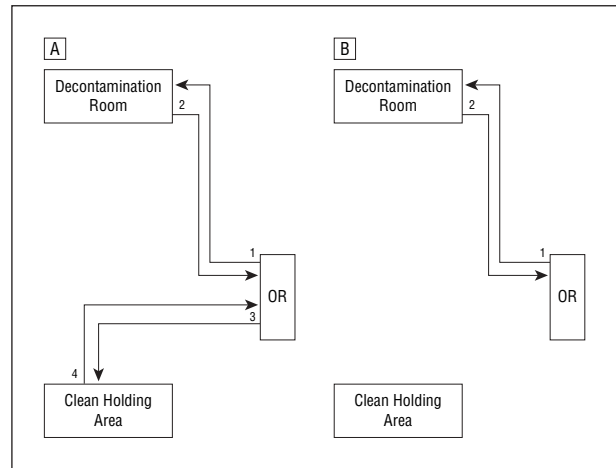 A
Decontamination
Room
2
1
OR
3
4
Clean Holding
Area
B
Decontamination
Room
2
1
OR
Clean Holding
Area